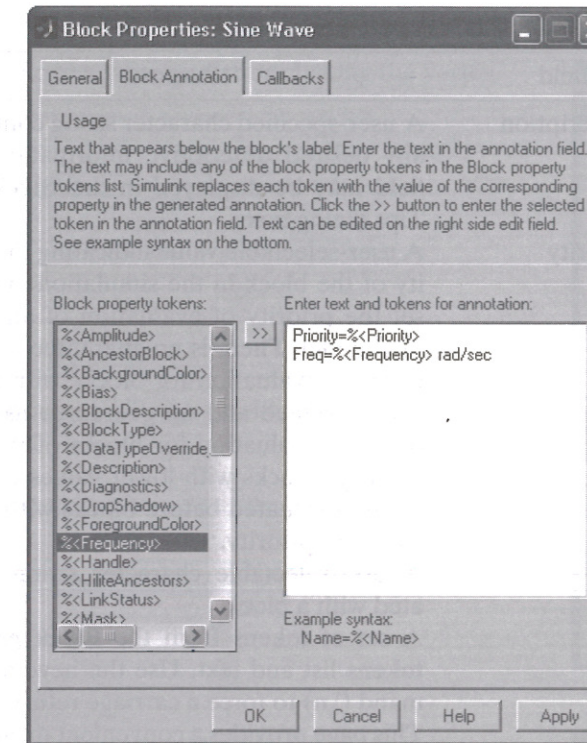 Block Properties: Sine Wave
General
Block Annotation
Callbacks
Usage
Text that appears below the block's label. Enter the text in the annotation field.
The text may include any of the block property tokens in the Block property
tokens list. Simulink replaces each token with the value of the corresponding
property in the generated annotation. Click the >> button to enter the selected
token in the annotation field. Text can be edited on the right side edit field.
See example syntax on the bottom.
Block property tokens:
%<Amplitude>
%<AncestorBlock>
%<BackgroundColor>
%<Bias>
%<BlockDescription>
%<BlockType>
%<DataTypeOverride
%<Description>
%<Diagnostics>
%<DropShadow>
%<ForegroundColor>
%<Frequency>
%<Handle>
%<HiliteAncestors>
%<LinkStatus>
%<Mask>
>>
Enter text and tokens for annotation:
Priority=%<Priority>
Freq=%<Frequency> rad/sec
Example syntax:
Name=%<Name>
OK
Cancel
Help
Apply